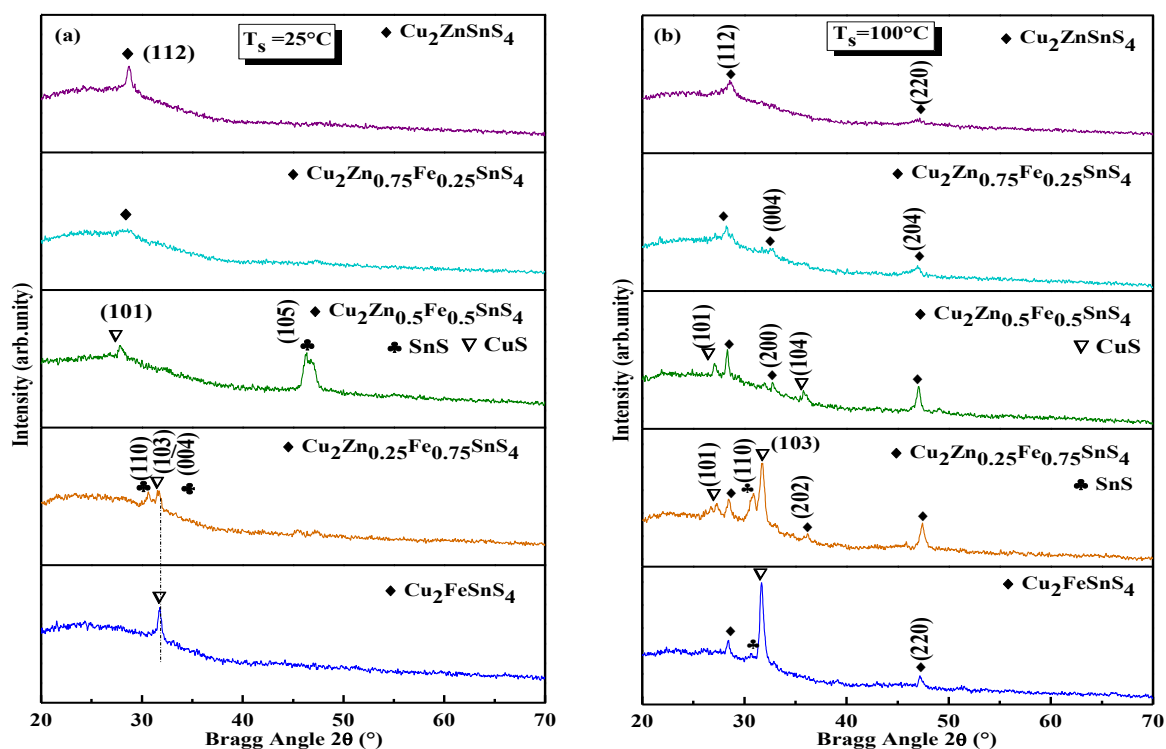 (a)
T_s =25°C
◆ Cu2ZnSnS4
(112)
◆ Cu2Zn0.75Fe0.25SnS4
◆ Cu2Zn0.5Fe0.5SnS4
♣ SnS ▽ CuS
(101)
(105)
◆ Cu2Zn0.25Fe0.75SnS4
(110)
(103)/
(004)
◆ Cu2FeSnS4
Intensity (arb.unity)
20 30 40 50 60 70
Bragg Angle 2θ (°)
(b)
T_s=100°C
◆ Cu2ZnSnS4
(112)
(220)
◆ Cu2Zn0.75Fe0.25SnS4
(004)
(204)
◆ Cu2Zn0.5Fe0.5SnS4
▽ CuS
(101)
(200)
(104)
◆ Cu2Zn0.25Fe0.75SnS4
♣ SnS
(101)
(110)
(103)
(202)
◆ Cu2FeSnS4
(220)
Intensity (arb.unity)
20 30 40 50 60 70
Bragg Angle 2θ (°)